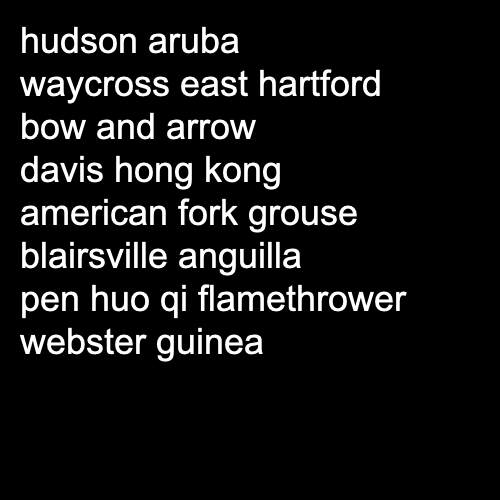 hudson aruba
waycross east hartford
bow and arrow
davis hong kong
american fork grouse
blairsville anguilla
pen huo qi flamethrower
webster guinea